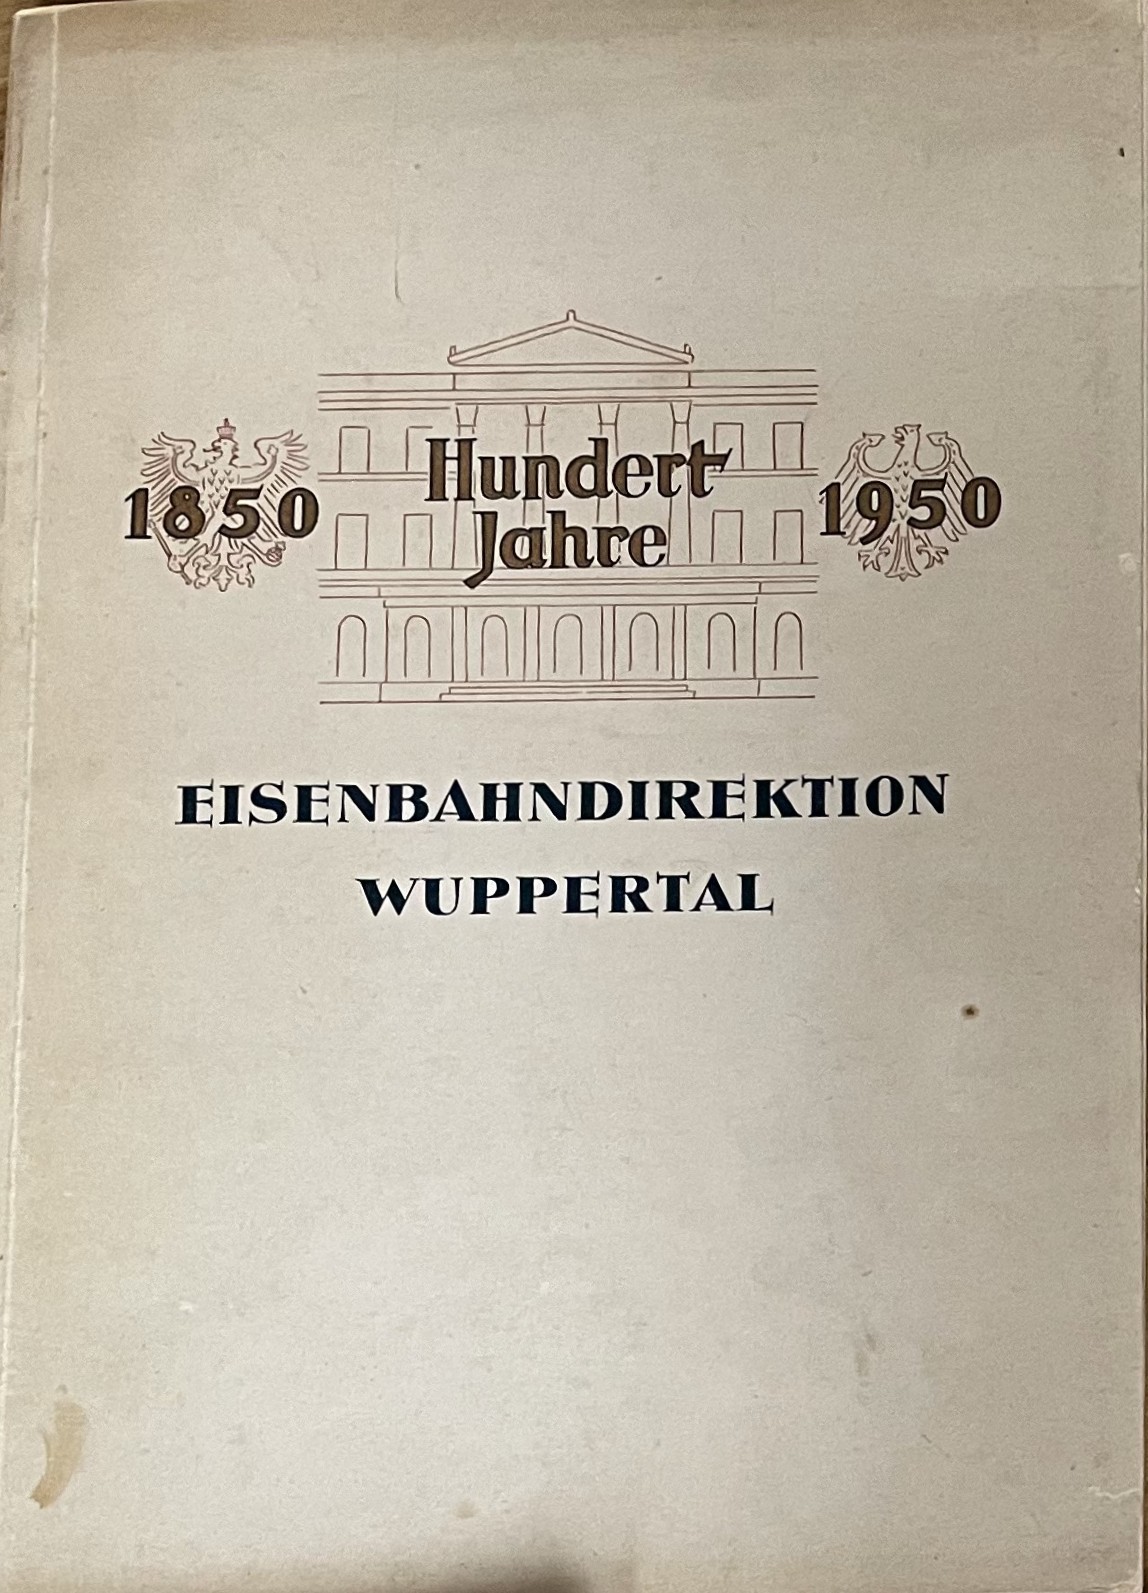 1850 Hundert Jahre 1950
EISENBAHNDIREKTION
WUPPERTAL